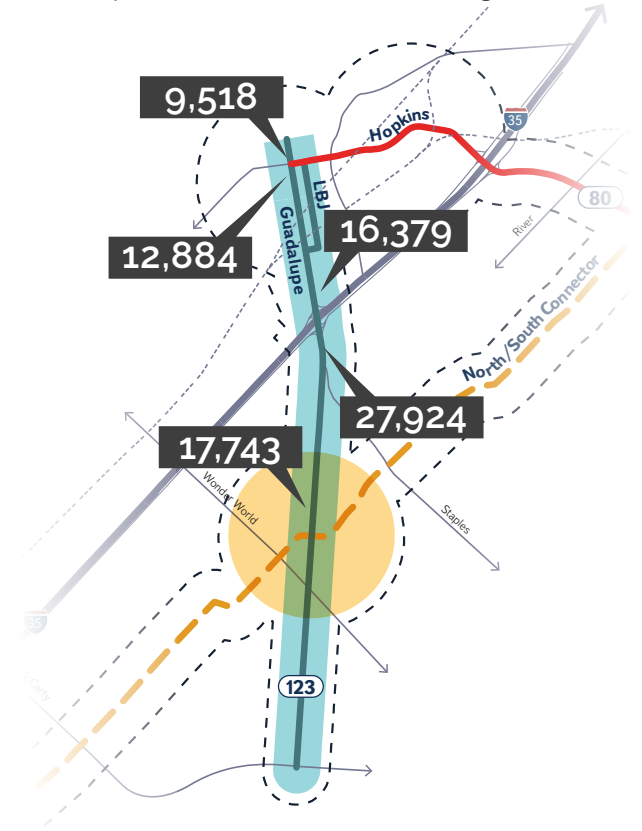 9,518
Hopkins
35
LBJ
80
Guadalupe
16,379
12,884
River
North/South Connector
27,924
17,743
Wonder World
Staples
35
123